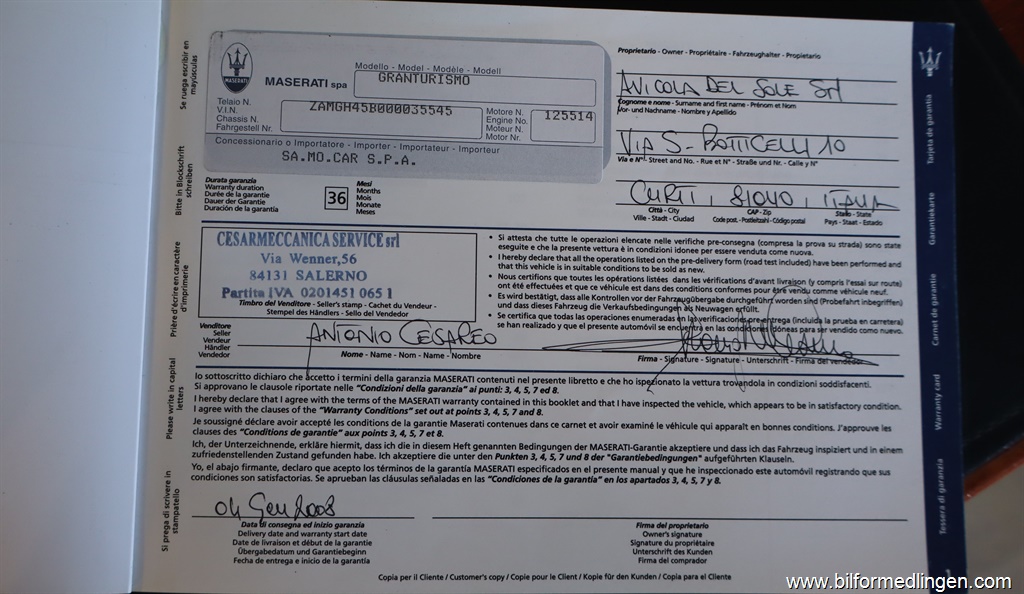 MASERATI
MASERATI spa
Modello - Model - Modèle - Modell
GRANTURISMO
Telaio N.
V.I.N.
Chassis N.
Fahrgestell Nr.
ZAMGH45B000035545
Motore N.
Engine No.
Moteur N.
Motor Nr.
125514
Concessionario o Importatore - Importer - Importateur - Importeur
SA.MO.CAR S.P.A.
Proprietario - Owner - Propriétaire - Fahrzeughalter - Propietario
AVICOLA DEL SOLE Srl
Cognome e nome - Surname and first name - Prénom et Nom
Vor- und Nachname - Nombre y Apellido
VIA S. BOTTICELLI 10
Via e N° - Street and No. - Rue et N° - Straße und Nr. - Calle y N°
CURTI, 81040, ITALIA
Città - City
Ville - Stadt - Ciudad
CAP - Zip
Code post. - Postleitzahl - Código postal
Stato - State
Pays - Staat - Estado
Durata garanzia
Warranty duration
Durée de la garantie
Dauer der Garantie
Duración de la garantía
36
Mesi
Months
Mois
Monate
Meses
CESARMECCANICA SERVICE srl
Via Wenner,56
84131 SALERNO
Partita IVA 0201451 065 1
Timbro del Venditore - Seller's stamp - Cachet du Vendeur -
Stempel des Händlers - Sello del Vendedor
• Si attesta che tutte le operazioni elencate nelle verifiche pre-consegna (compresa la prova su strada) sono state
eseguite e che la presente vettura è in condizioni idonee per essere venduta come nuova.
• I hereby declare that all the operations listed on the pre-delivery form (road test included) have been performed and
that this vehicle is in suitable conditions to be sold as new.
• Nous certifions que toutes les opérations listées dans les vérifications d'avant livraison (y compris l'essai sur route)
ont été effectuées et que ce véhicule est dans des conditions conformes pour être vendu comme véhicule neuf.
• Es wird bestätigt, dass alle Kontrollen vor der Fahrzeugübergabe durchgeführt worden sind (Probefahrt inbegriffen)
und dass dieses Fahrzeug die Verkaufbedingungen als Neuwagen erfüllt.
• Se certifica que todas las operaciones enumeradas en las verificaciones pre-entrega (incluida la prueba en carretera)
se han realizado y que el presente automóvil se encuentra en las condiciones idóneas para ser vendido como nuevo.
Venditore
Seller
Vendeur
Händler
Vendedor
ANTONIO CESAREO
Nome - Name - Nom - Name - Nombre
Firma - Signature - Signature - Unterschrift - Firma del vendedor
Io sottoscritto dichiaro che accetto i termini della garanzia MASERATI contenuti nel presente libretto e che ho ispezionato la vettura trovandola in condizioni soddisfacenti.
Si approvano le clausole riportate nelle "Condizioni della garanzia" ai punti: 3, 4, 5, 7 ed 8.
I hereby declare that I agree with the terms of the MASERATI warranty contained in this booklet and that I have inspected the vehicle, which appears to be in satisfactory condition.
I agree with the clauses of the "Warranty Conditions" set out at points 3, 4, 5, 7 and 8.
Je soussigné déclare avoir accepté les conditions de la garantie Maserati contenues dans ce carnet et avoir examiné le véhicule qui apparaît en bonnes conditions. J'approuve les
clauses des "Conditions de garantie" aux points 3, 4, 5, 7 et 8.
Ich, der Unterzeichnende, erkläre hiermit, dass ich die in diesem Heft genannten Bedingungen der MASERATI-Garantie akzeptiere und dass ich das Fahrzeug inspiziert und in einem
zufriedenstellenden Zustand gefunden habe. Ich akzeptiere die unter den Punkten 3, 4, 5, 7 und 8 der "Garantiebedingungen" aufgeführten Klauseln.
Yo, el abajo firmante, declaro que acepto los términos de la garantía MASERATI especificados en el presente manual y que he inspeccionado este automóvil registrando que sus
condiciones son satisfactorias. Se aprueban las cláusulas señaladas en las "Condiciones de la garantía" en los apartados 3, 4, 5, 7 y 8.
04 Gen 2008
Data di consegna ed inizio garanzia
Delivery date and warranty start date
Date de livraison et début de la garantie
Übergabedatum und Garantiebeginn
Fecha de entrega e inicio de la garantía
Firma del proprietario
Owner's signature
Signature du propriétaire
Unterschrift des Kunden
Firma del comprador
Copia per il Cliente / Customer's copy / Copie pour le Client / Kopie für den Kunden / Copia para el Cliente
Se ruega escribir en
mayúsculas
Bitte in Blockschrift
schreiben
Prière d'écrire en caractère
d'imprimerie
Please write in capital
letters
Si prega di scrivere in
stampatello
Tarjeta de garantía
Garantiekarte
Carnet de garantie
Warranty card
Tessera di garanzia
www.bilformedlingen.com